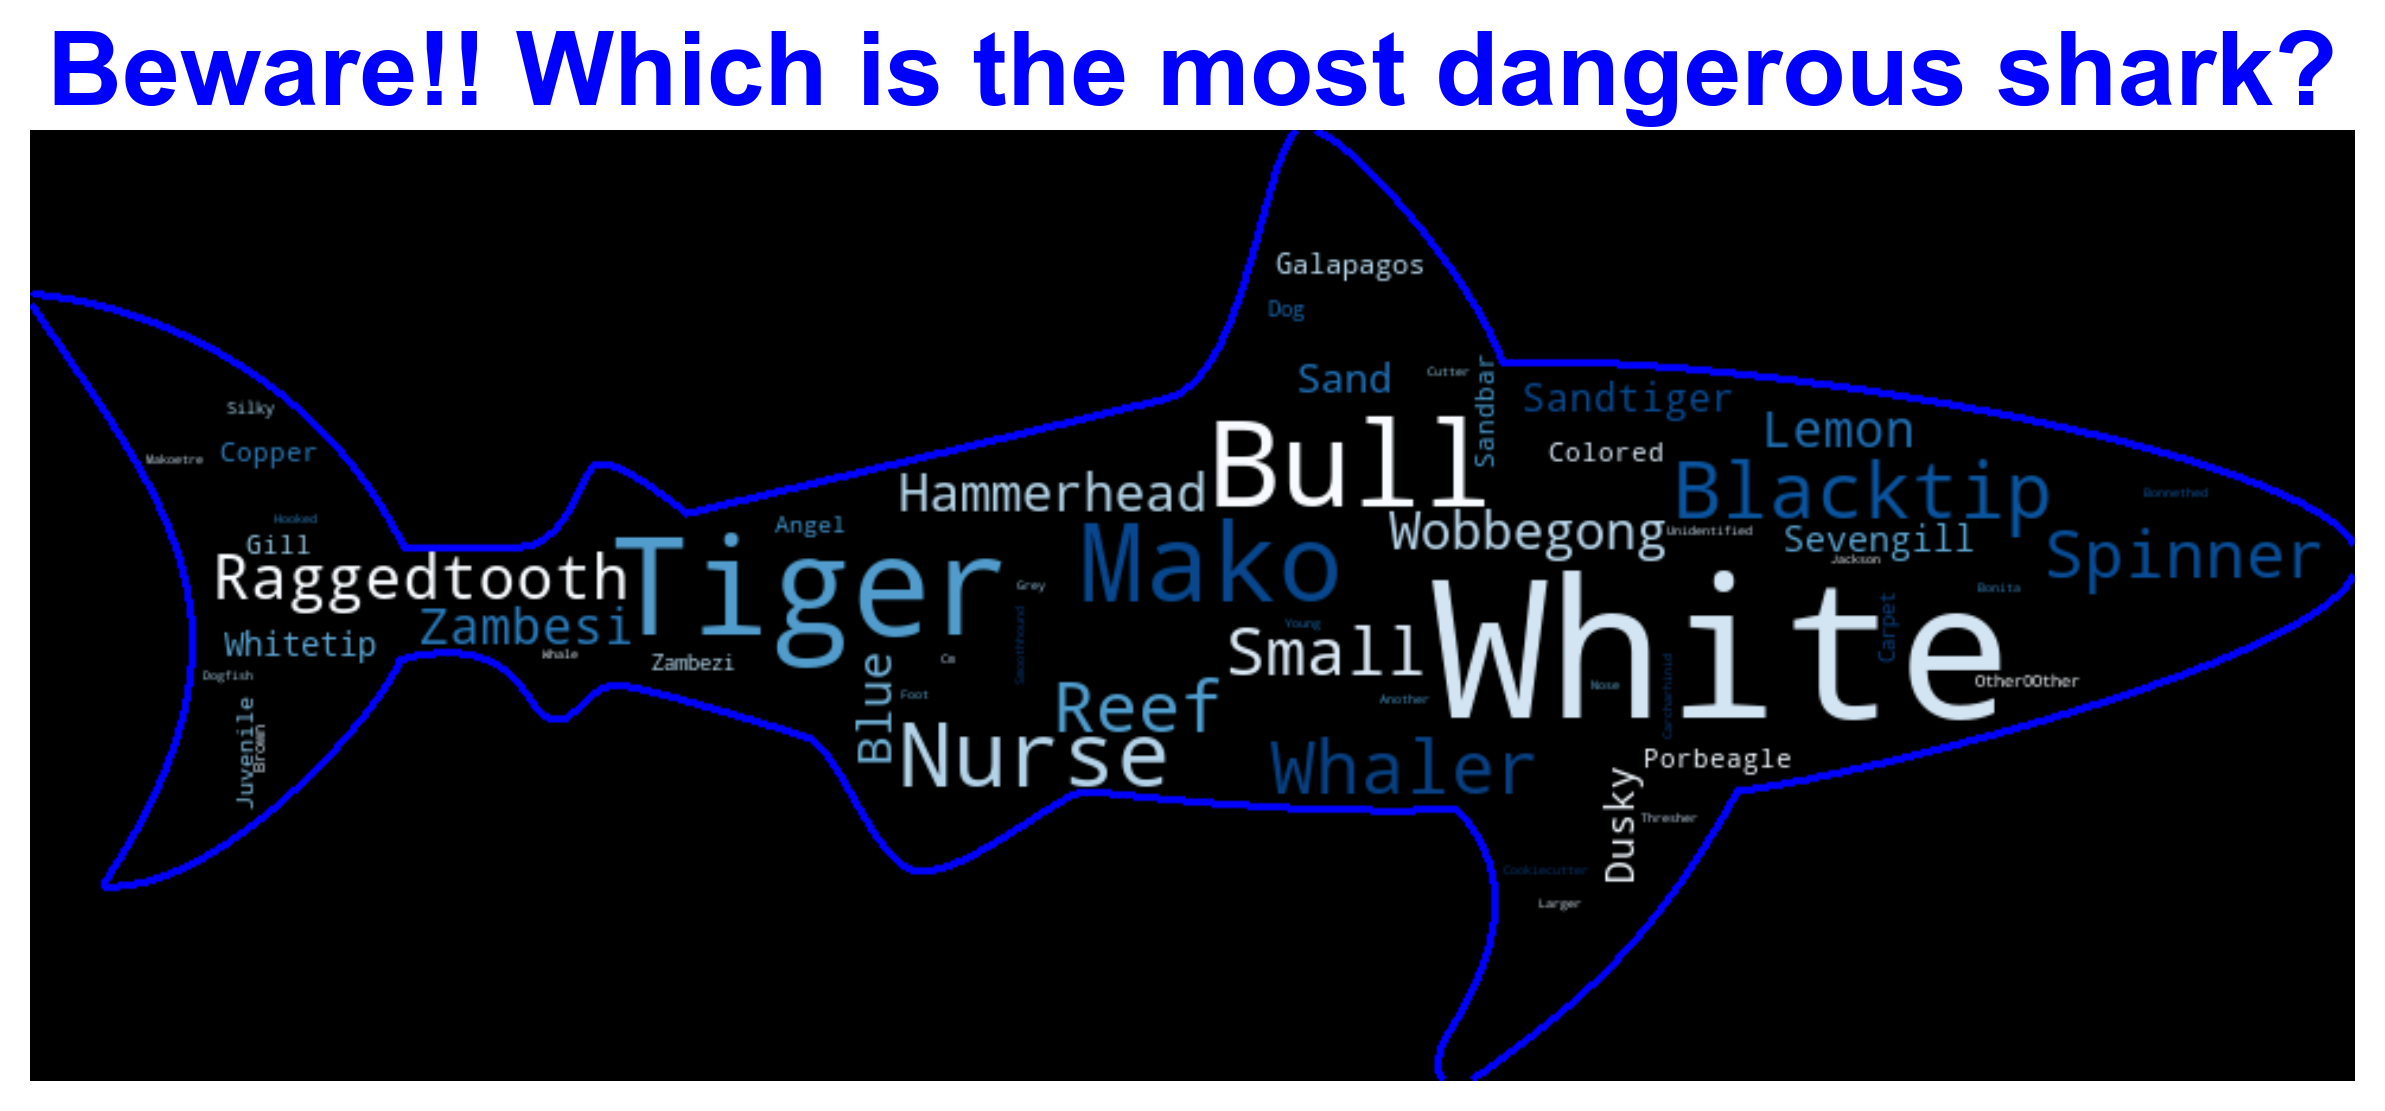 Beware!! Which is the most dangerous shark?
Galapagos
Dog
Sand
Cutter
Sandbar
Sandtiger
Silky
Lemon
Bull
Copper
Makoetre
Colored
Hammerhead
Blacktip
Bonnethed
Hooked
Angel
Wobbegong
Unidentified
Sevengill
Gill
Spinner
Jackson
Raggedtooth
Tiger
Mako
Grey
Bonita
Zambesi
Smoothhound
Young
White
Carpet
Whitetip
Whale
Zambezi
Cm
Small
Dogfish
OtherOOther
Blue
Foot
Reef
Another
Nose
Carcharhinid
Juvenile
Brown
Nurse
Whaler
Porbeagle
Dusky
Thresher
Cookiecutter
Larger